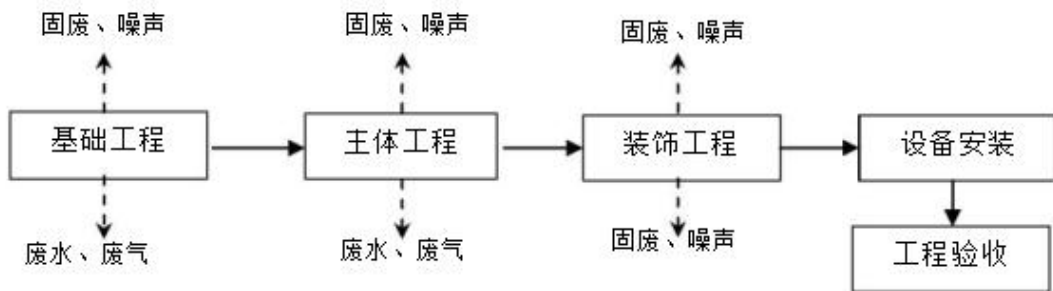 固废、噪声
固废、噪声
固废、噪声
基础工程
主体工程
装饰工程
设备安装
废水、废气
废水、废气
固废、噪声
工程验收